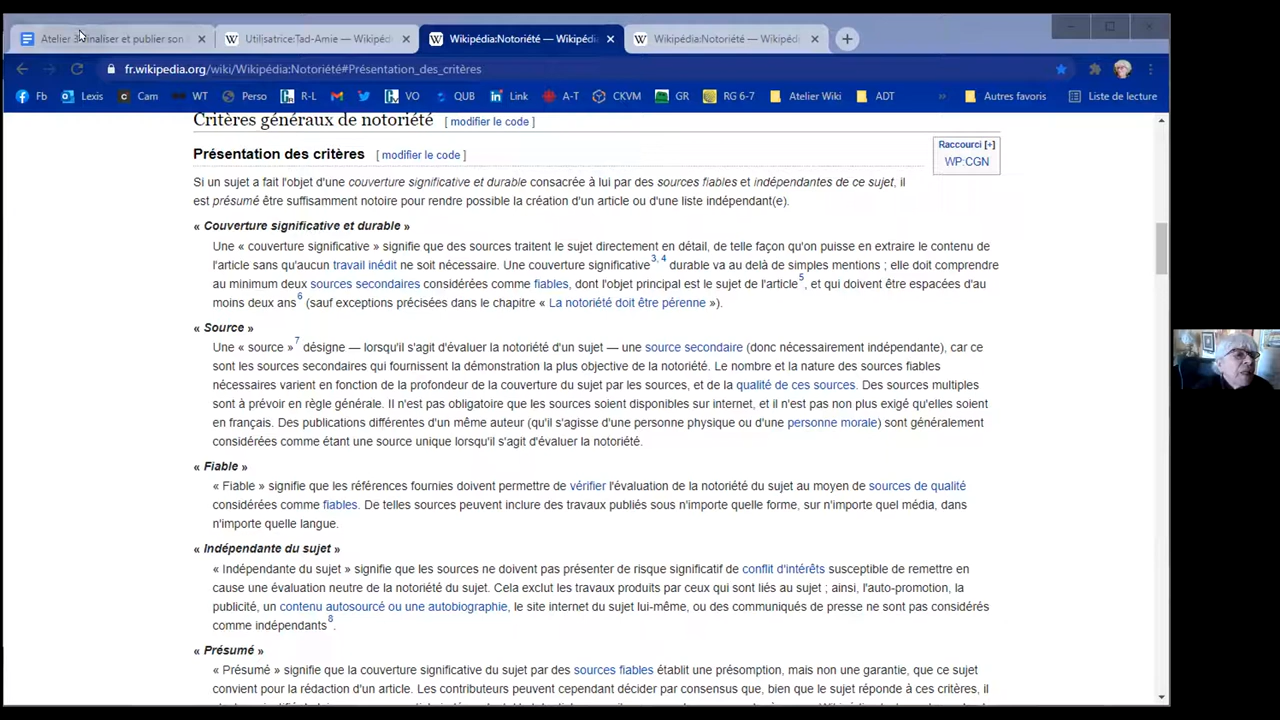 Atelier 3 Finaliser et publier son
Utilisatrice:Tad-Amie — Wikipéd
Wikipédia:Notoriété — Wikipédi
Wikipédia:Notoriété — Wikipéd
fr.wikipedia.org/wiki/Wikipédia:Notoriété#Présentation_des_critères
Fb Lexis Cam WT Perso R-L VO QUB Link A-T CKVM GR RG 6-7 Atelier Wiki ADT » Autres favoris Liste de lecture
Critères généraux de notoriété [ modifier le code ]
Présentation des critères [ modifier le code ]
Raccourci [+]
WP:CGN
Si un sujet a fait l'objet d'une couverture significative et durable consacrée à lui par des sources fiables et indépendantes de ce sujet, il
est présumé être suffisamment notoire pour rendre possible la création d'un article ou d'une liste indépendant(e).
« Couverture significative et durable »
Une « couverture significative » signifie que des sources traitent le sujet directement en détail, de telle façon qu'on puisse en extraire le contenu de
l'article sans qu'aucun travail inédit ne soit nécessaire. Une couverture significative3, 4 durable va au delà de simples mentions ; elle doit comprendre
au minimum deux sources secondaires considérées comme fiables, dont l'objet principal est le sujet de l'article5, et qui doivent être espacées d'au
moins deux ans6 (sauf exceptions précisées dans le chapitre « La notoriété doit être pérenne »).
« Source »
Une « source »7 désigne — lorsqu'il s'agit d'évaluer la notoriété d'un sujet — une source secondaire (donc nécessairement indépendante), car ce
sont les sources secondaires qui fournissent la démonstration la plus objective de la notoriété. Le nombre et la nature des sources fiables
nécessaires varient en fonction de la profondeur de la couverture du sujet par les sources, et de la qualité de ces sources. Des sources multiples
sont à prévoir en règle générale. Il n'est pas obligatoire que les sources soient disponibles sur internet, et il n'est pas non plus exigé qu'elles soient
en français. Des publications différentes d'un même auteur (qu'il s'agisse d'une personne physique ou d'une personne morale) sont généralement
considérées comme étant une source unique lorsqu'il s'agit d'évaluer la notoriété.
« Fiable »
« Fiable » signifie que les références fournies doivent permettre de vérifier l'évaluation de la notoriété du sujet au moyen de sources de qualité
considérées comme fiables. De telles sources peuvent inclure des travaux publiés sous n'importe quelle forme, sur n'importe quel média, dans
n'importe quelle langue.
« Indépendante du sujet »
« Indépendante du sujet » signifie que les sources ne doivent pas présenter de risque significatif de conflit d'intérêts susceptible de remettre en
cause une évaluation neutre de la notoriété du sujet. Cela exclut les travaux produits par ceux qui sont liés au sujet ; ainsi, l'auto-promotion, la
publicité, un contenu autosourcé ou une autobiographie, le site internet du sujet lui-même, ou des communiqués de presse ne sont pas considérés
comme indépendants8.
« Présumé »
« Présumé » signifie que la couverture significative du sujet par des sources fiables établit une présomption, mais non une garantie, que ce sujet
convient pour la rédaction d'un article. Les contributeurs peuvent cependant décider par consensus que, bien que le sujet réponde à ces critères, il